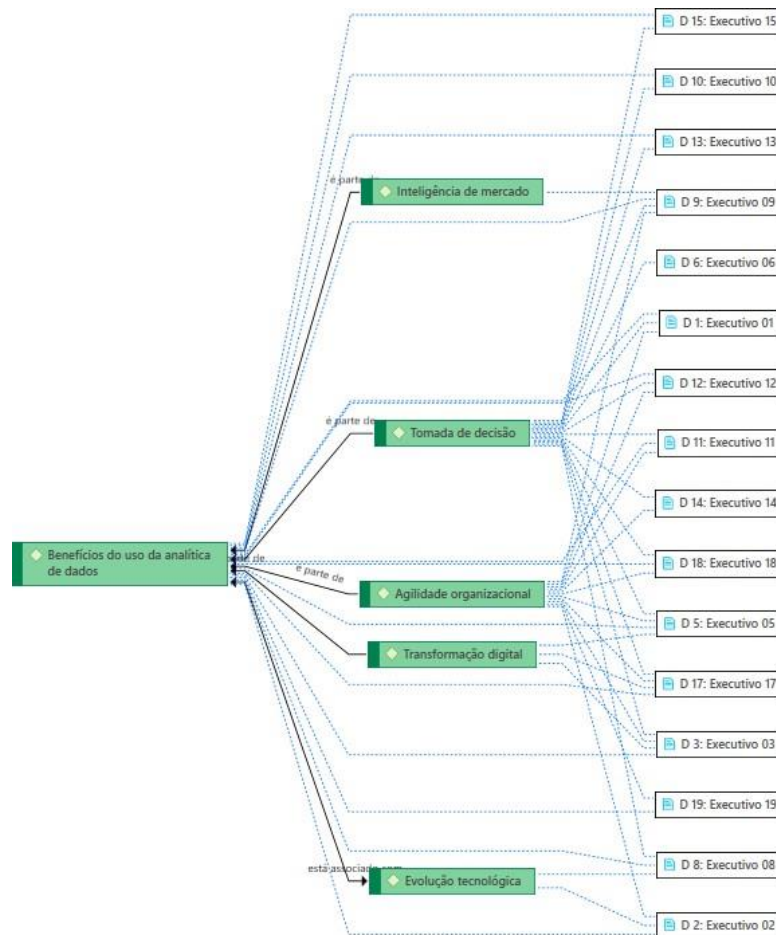 D 15: Executivo 15
D 10: Executivo 10
D 13: Executivo 13
é parte de
Inteligência de mercado
D 9: Executivo 09
D 6: Executivo 06
D 1: Executivo 01
D 12: Executivo 12
é parte de
Tomada de decisão
D 11: Executivo 11
D 14: Executivo 14
Benefícios do uso da analítica
de dados
de
D 18: Executivo 18
é parte de
Agilidade organizacional
D 5: Executivo 05
Transformação digital
D 17: Executivo 17
D 3: Executivo 03
D 19: Executivo 19
está associado com
Evolução tecnológica
D 8: Executivo 08
D 2: Executivo 02